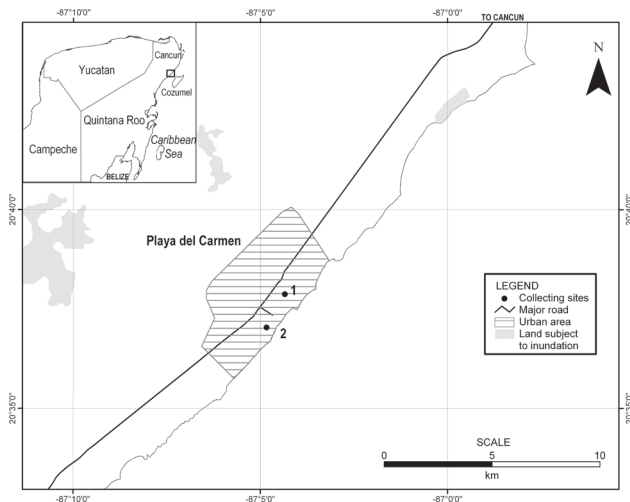 -87°10'0"
-87°5'0"
-87°0'0"
TO CANCUN
Yucatan
Cancun
Cozumel
Quintana Roo
Campeche
Caribbean
Sea
BELIZE
N
20°40'0"
20°40'0"
Playa del Carmen
1
2
LEGEND
Collecting sites
Major road
Urban area
Land subject
to inundation
20°35'0"
20°35'0"
SCALE
0 5 10
km
-87°10'0"
-87°5'0"
-87°0'0"